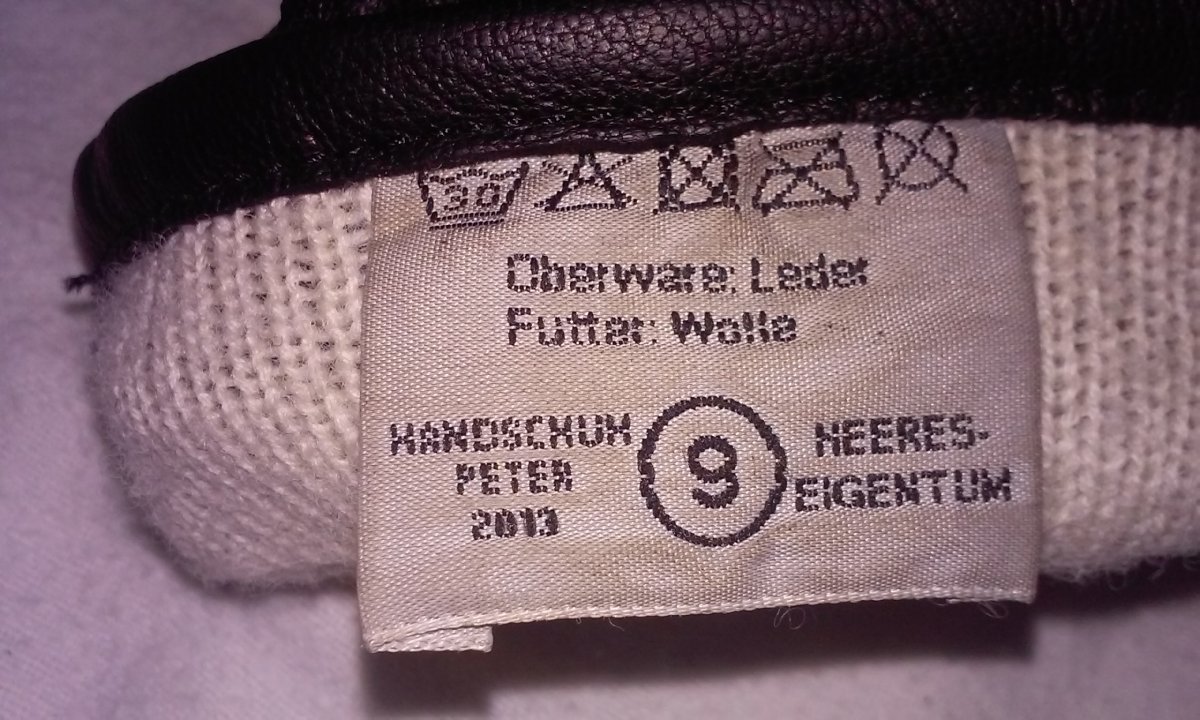 30
Oberware: Leder
Futter: Wolle
HANDSCHUH
PETER
2013
9
HEERES-
EIGENTUM